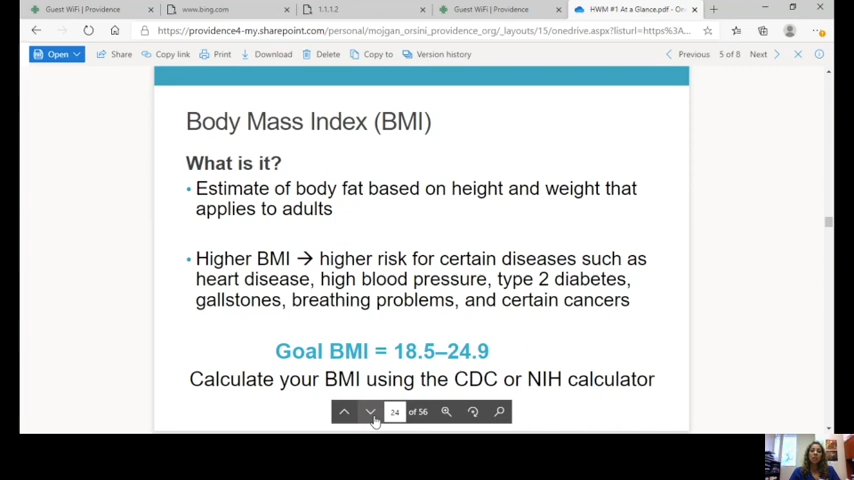 Guest WiFi | Providence
www.bing.com
1.1.1.2
Guest WiFi | Providence
HWM #1 At a Glance.pdf - On
https://providence4-my.sharepoint.com/personal/mojgan_orsini_providence_org/_layouts/15/onedrive.aspx?listurl=https%3A...
Open
Share
Copy link
Print
Download
Delete
Copy to
Version history
Previous
5 of 8
Next
Body Mass Index (BMI)
What is it?
• Estimate of body fat based on height and weight that
applies to adults
• Higher BMI → higher risk for certain diseases such as
heart disease, high blood pressure, type 2 diabetes,
gallstones, breathing problems, and certain cancers
Goal BMI = 18.5–24.9
Calculate your BMI using the CDC or NIH calculator
24 of 56